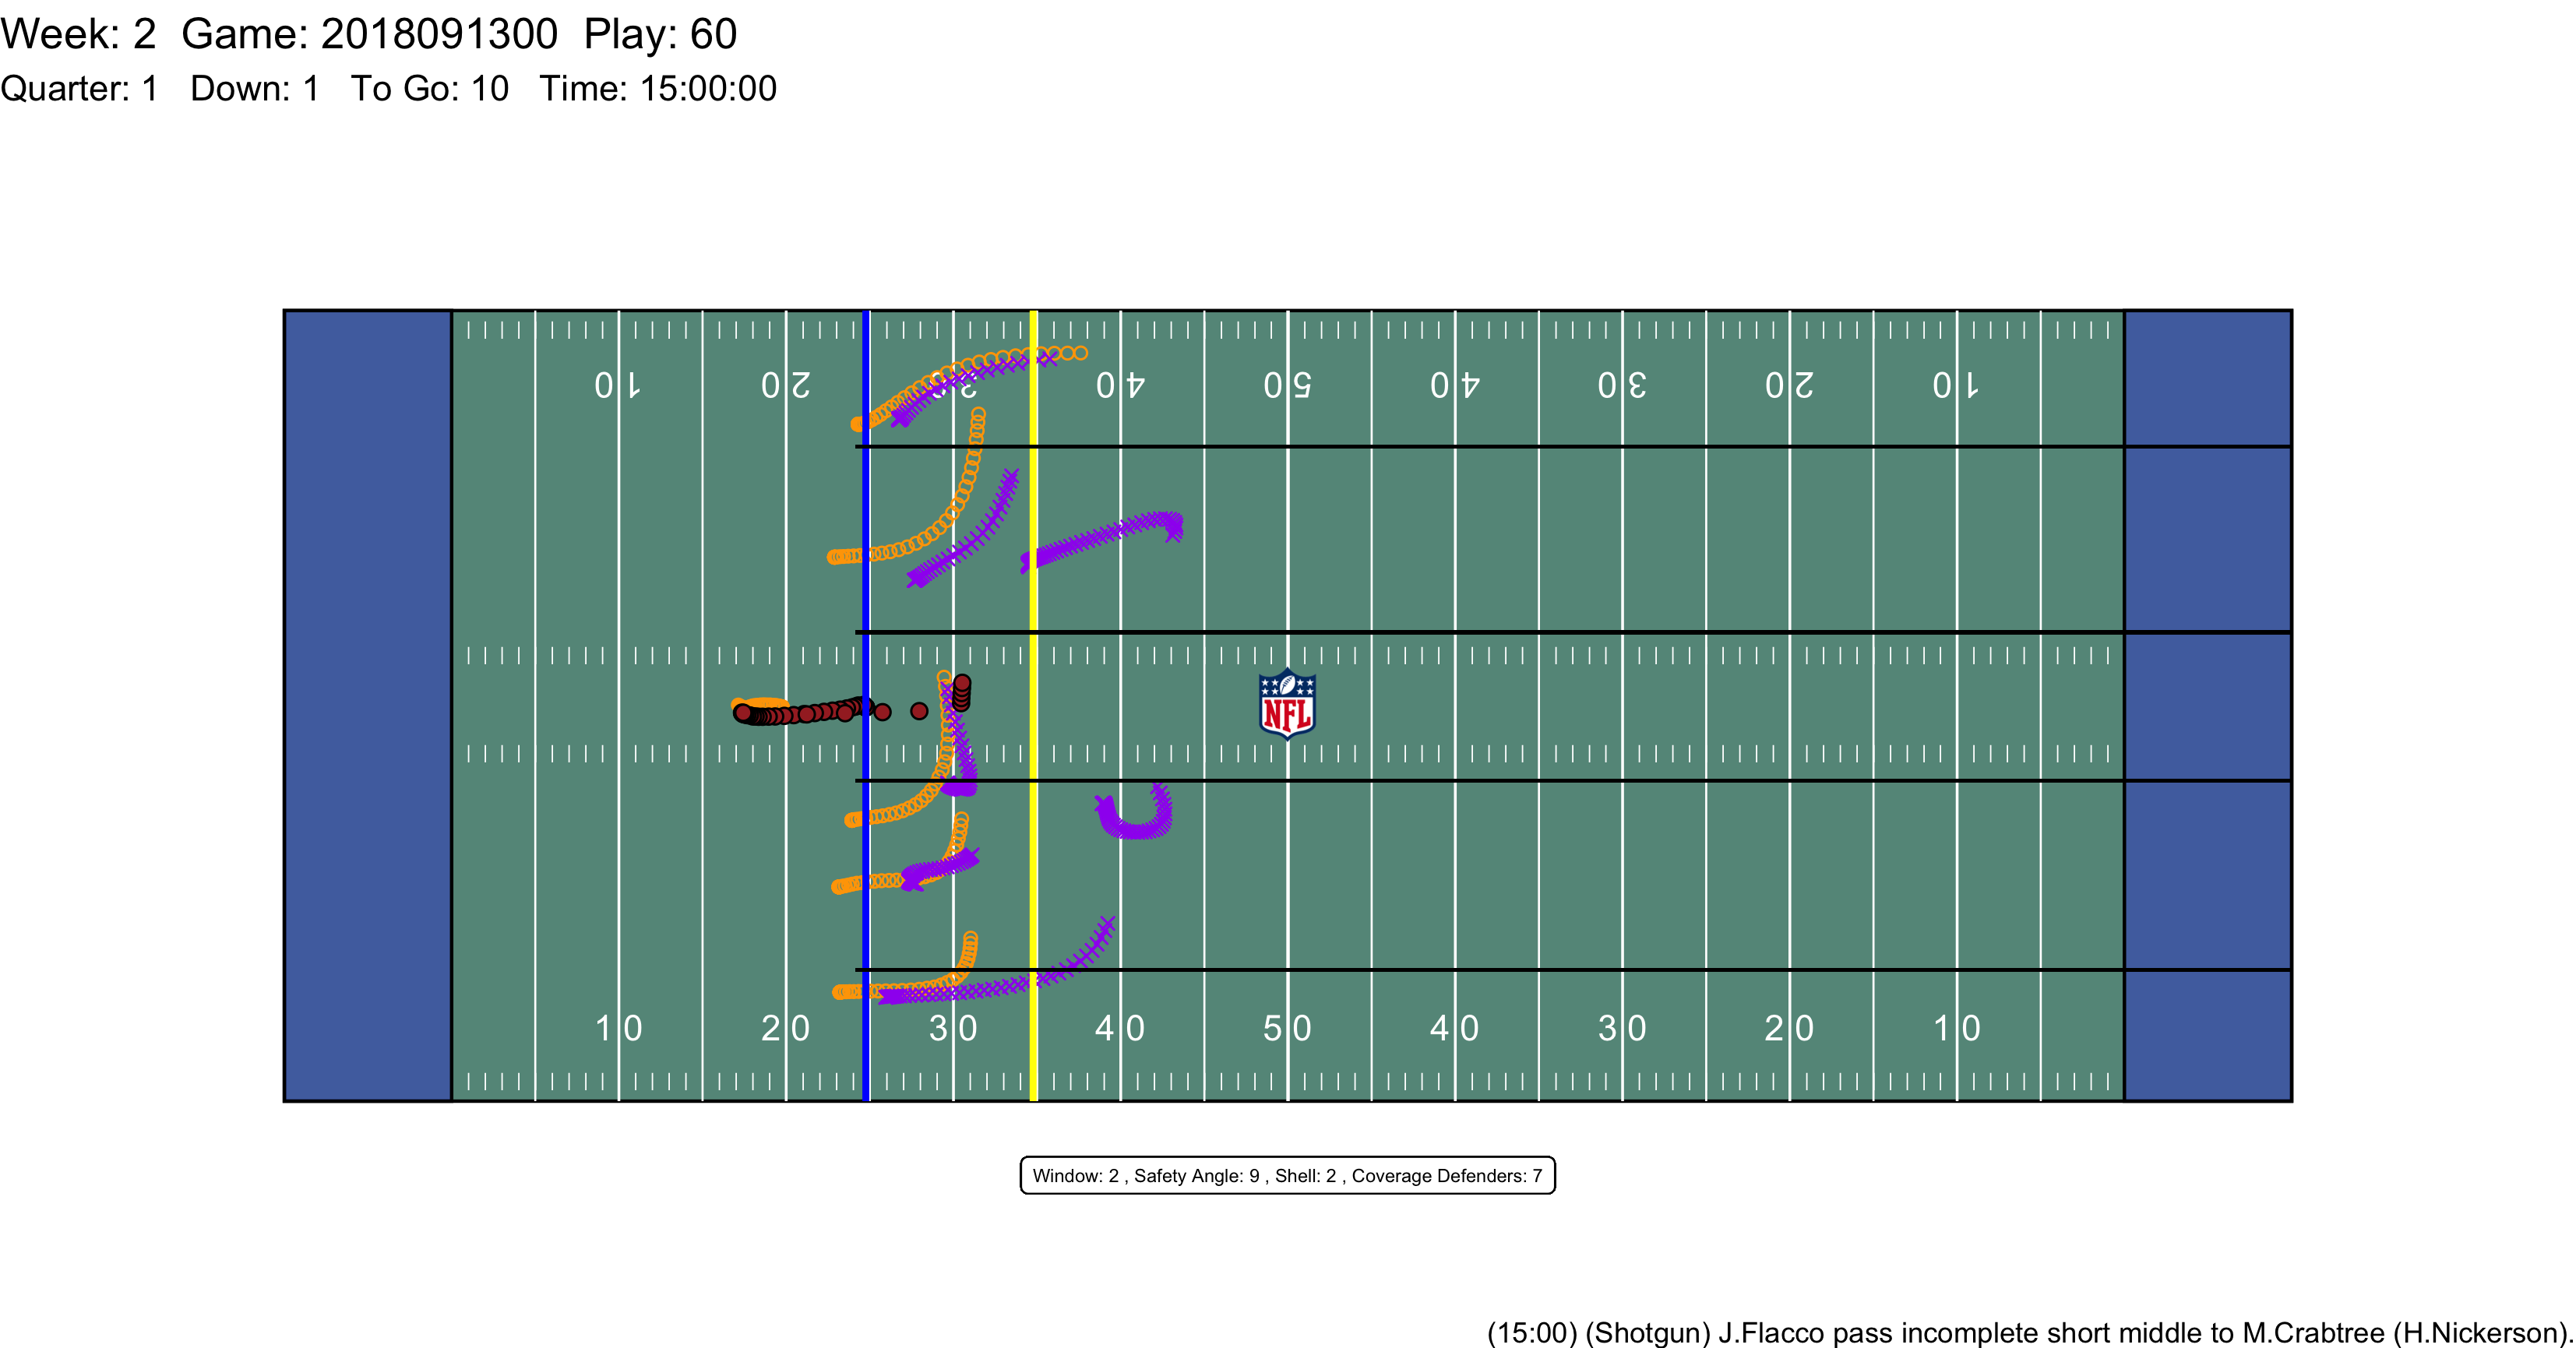 Week: 2 Game: 2018091300 Play: 60
Quarter: 1 Down: 1 To Go: 10 Time: 15:00:00
10 20 30 40 50 40 30 20 10
NFL
10 20 30 40 50 40 30 20 10
Window: 2 , Safety Angle: 9 , Shell: 2 , Coverage Defenders: 7
(15:00) (Shotgun) J.Flacco pass incomplete short middle to M.Crabtree (H.Nickerson).